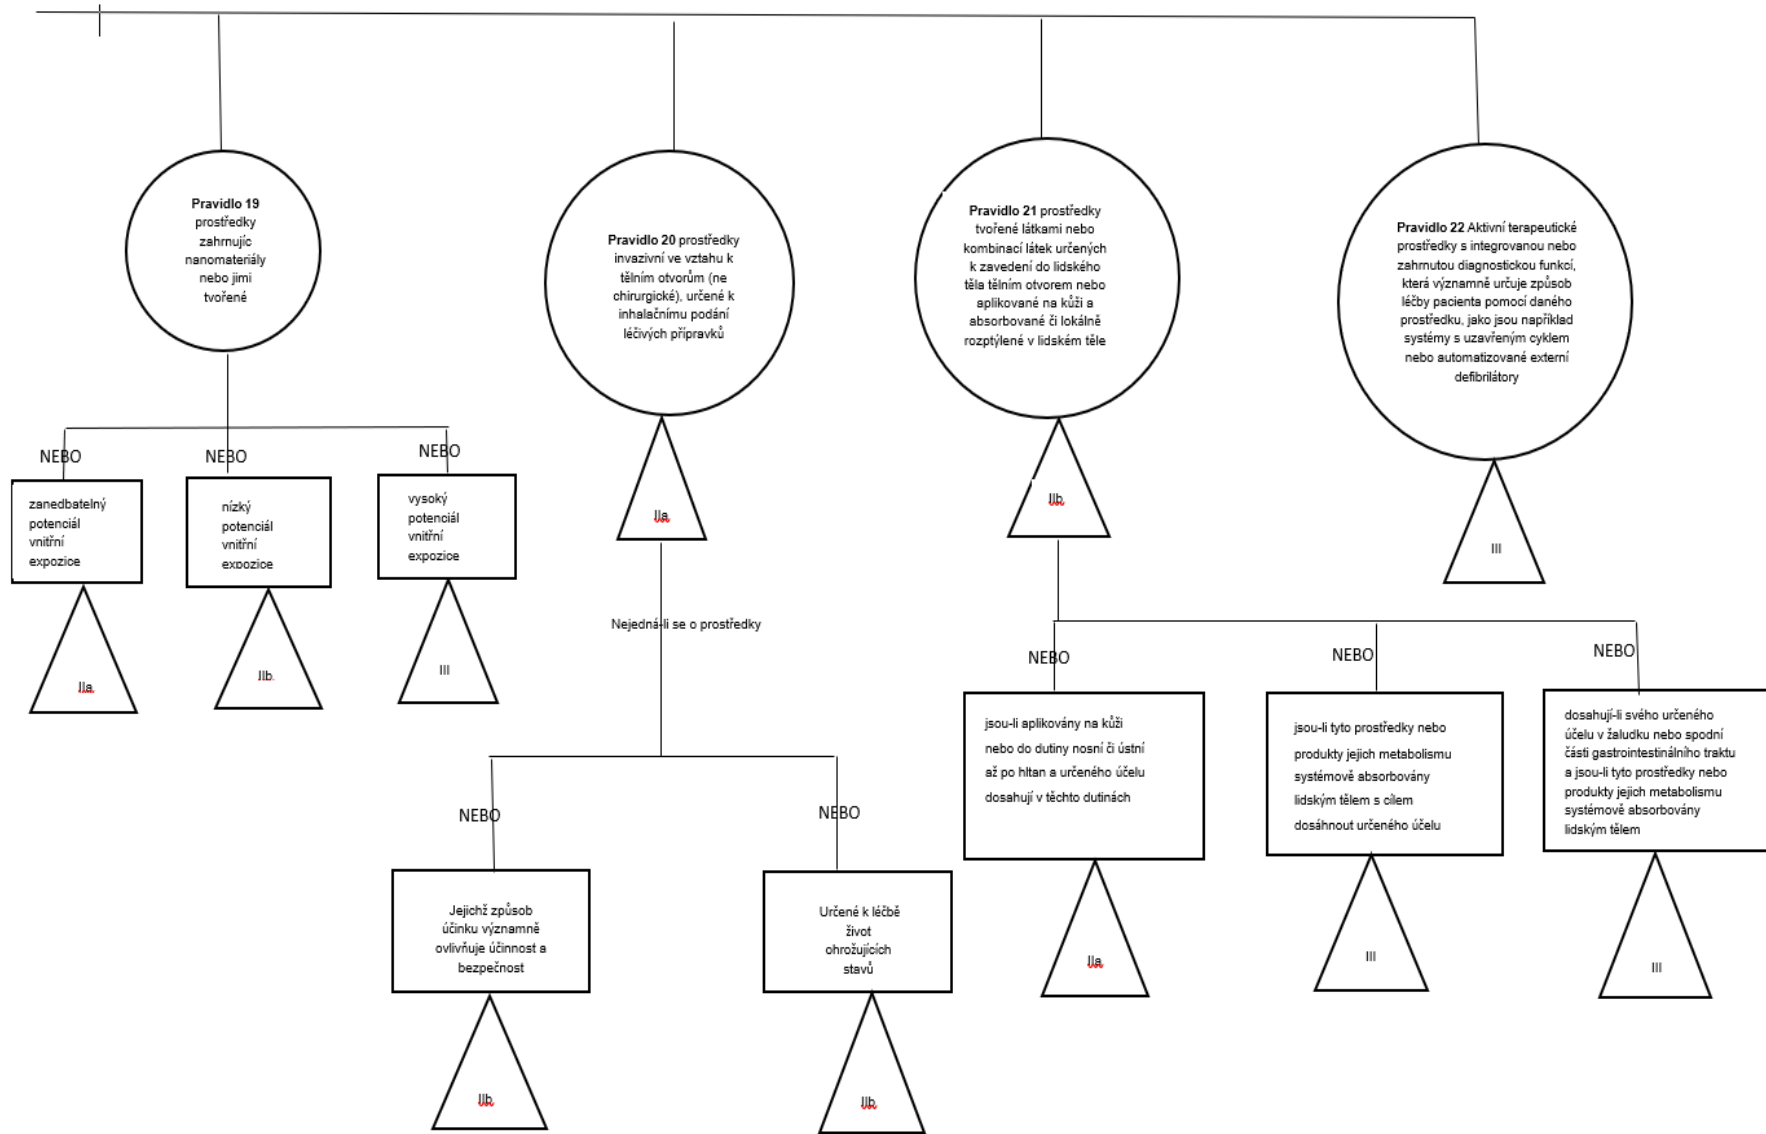 Pravidlo 19
prostředky
zahrnujíc
nanomateriály
nebo jimi
tvořené
NEBO
zanedbatelný
potenciál
vnitřní
expozice
IIa
NEBO
nízký
potenciál
vnitřní
expozice
IIb
NEBO
vysoký
potenciál
vnitřní
expozice
III
Pravidlo 20 prostředky
invazivní ve vztahu k
tělním otvorům (ne
chirurgické), určené k
inhalačnímu podání
léčivých přípravků
IIa
Nejedná-li se o prostředky
NEBO
Jejichž způsob
účinku významně
ovlivňuje účinnost a
bezpečnost
IIb
NEBO
Určené k léčbě
život
ohrožujících
stavů
IIb
Pravidlo 21 prostředky
tvořené látkami nebo
kombinací látek určených
k zavedení do lidského
těla tělním otvorem nebo
aplikované na kůži a
absorbované či lokálně
rozptýlené v lidském těle
IIb
NEBO
jsou-li aplikovány na kůži
nebo do dutiny nosní či ústní
až po hltan a určeného účelu
dosahují v těchto dutinách
IIa
NEBO
jsou-li tyto prostředky nebo
produkty jejich metabolismu
systémově absorbovány
lidským tělem s cílem
dosáhnout určeného účelu
III
NEBO
dosahují-li svého určeného
účelu v žaludku nebo spodní
části gastrointestinálního traktu
a jsou-li tyto prostředky nebo
produkty jejich metabolismu
systémově absorbovány
lidským tělem
III
Pravidlo 22 Aktivní terapeutické
prostředky s integrovanou nebo
zahrnutou diagnostickou funkcí,
která významně určuje způsob
léčby pacienta pomocí daného
prostředku, jako jsou například
systémy s uzavřeným cyklem
nebo automatizované externí
defibrilátory
III